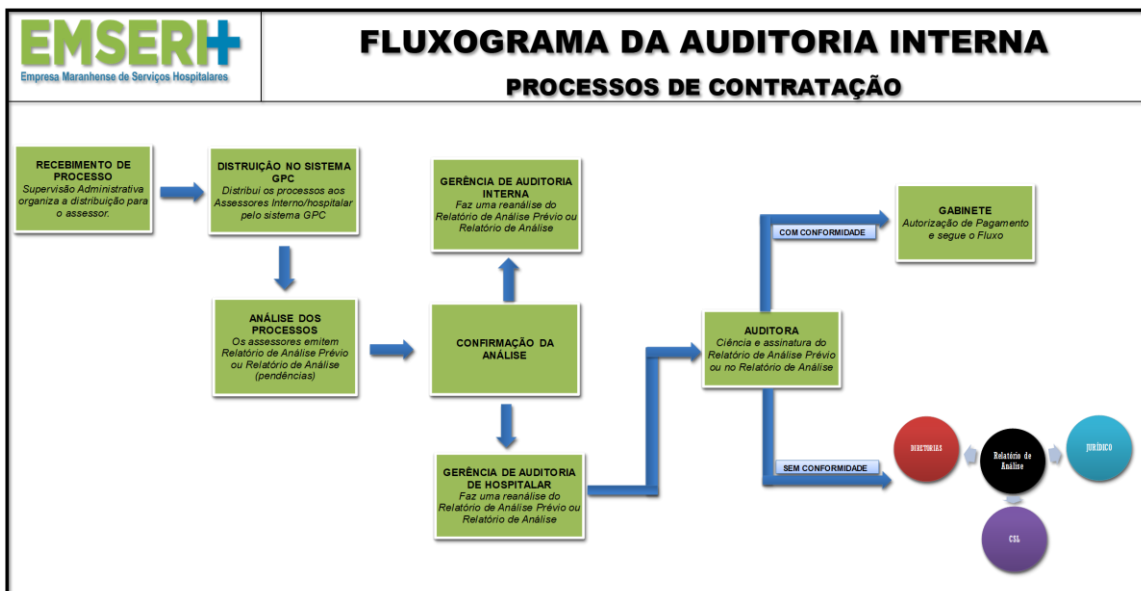 EMSERH
Empresa Maranhense de Serviços Hospitalares
FLUXOGRAMA DA AUDITORIA INTERNA
PROCESSOS DE CONTRATAÇÃO
RECEBIMENTO DE
PROCESSO
Supervisão Administrativa
organiza a distribuição para
o assessor.
DISTRUIÇÃO NO SISTEMA
GPC
Distribui os processos aos
Assessores Interno/hospitalar
pelo sistema GPC
GERÊNCIA DE AUDITORIA
INTERNA
Faz uma reanálise do
Relatório de Análise Prévio ou
Relatório de Análise
GABINETE
Autorização de Pagamento
e segue o Fluxo
COM CONFORMIDADE
ANÁLISE DOS
PROCESSOS
Os assessores emitem
Relatório de Análise Prévio
ou Relatório de Análise
(pendências)
CONFIRMAÇÃO DA
ANÁLISE
AUDITORA
Ciência e assinatura do
Relatório de Análise Prévio
ou no Relatório de Análise
GERÊNCIA DE AUDITORIA
DE HOSPITALAR
Faz uma reanálise do
Relatório de Análise Prévio ou
Relatório de Análise
SEM CONFORMIDADE
DIRETORIAS
Relatório de
Análise
JURÍDICO
CSL